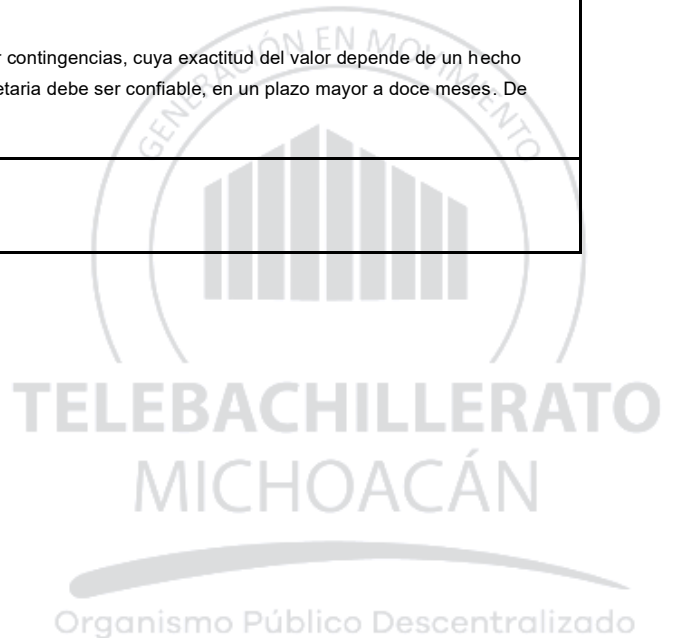 contingencias, cuya exactitud del valor depende de un hecho
debe ser confiable, en un plazo mayor a doce meses. De
GENERACIÓN EN MOVIMIENTO
TELEBACHILLERATO
MICHOACÁN
Organismo Público Descentralizado